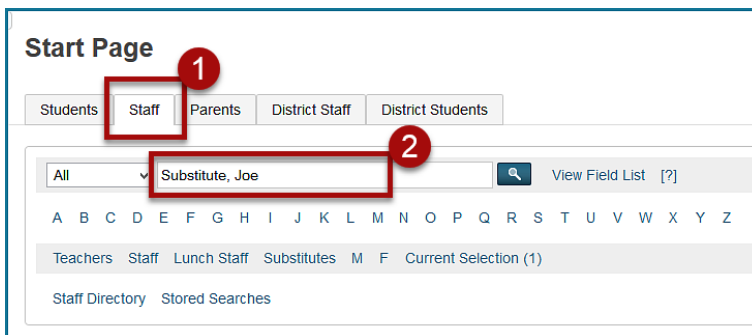 Start Page
1
Students Staff Parents District Staff District Students
2
All Substitute, Joe View Field List [?]
A B C D E F G H I J K L M N O P Q R S T U V W X Y Z
Teachers Staff Lunch Staff Substitutes M F Current Selection (1)
Staff Directory Stored Searches